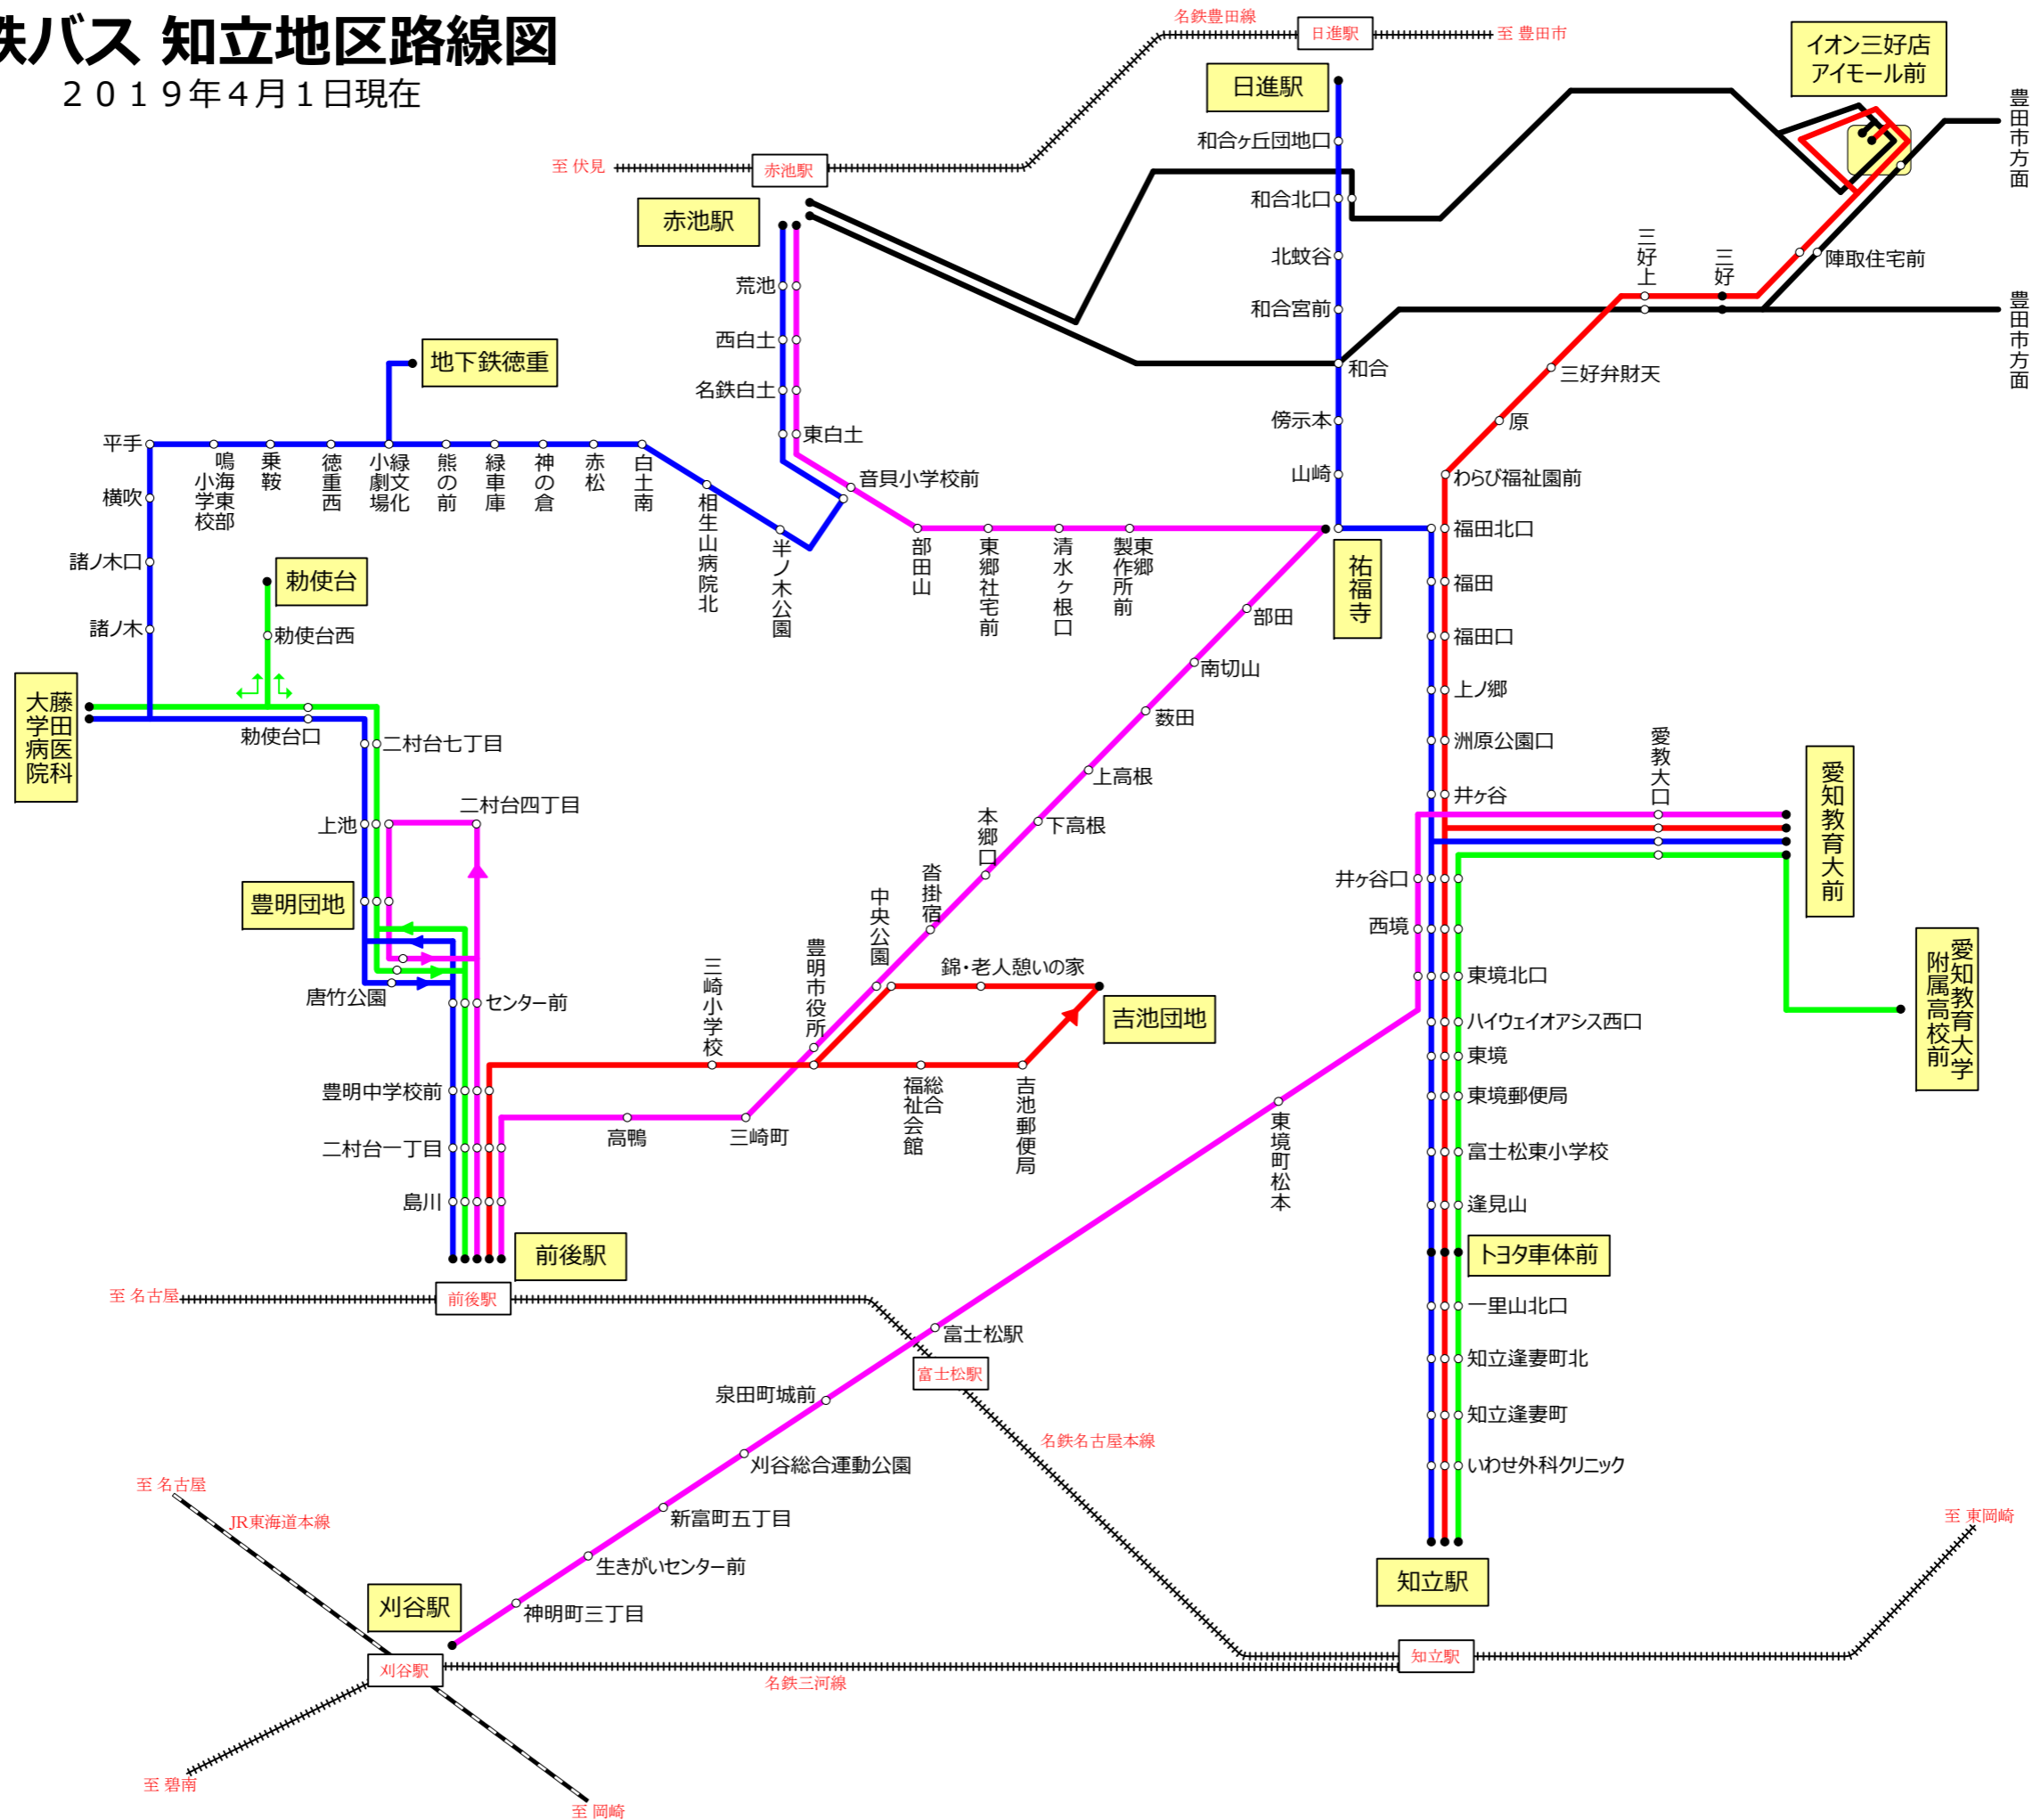 鉄バス 知立地区路線図
2019年4月1日現在
名鉄豊田線
日進駅
至 豊田市
至 伏見
赤池駅
イオン三好店
アイモール前
豊田市方面
豊田市方面
日進駅
和合ヶ丘団地口
和合北口
北蚊谷
和合宮前
和合
傍示本
山崎
祐福寺
赤池駅
荒池
西白土
名鉄白土
東白土
音貝小学校前
部田山
東郷社宅前
清水ヶ根口
東郷
製作所前
三好上
三好
陣取住宅前
三好弁財天
原
わらび福祉園前
福田北口
福田
福田口
上ノ郷
洲原公園口
井ヶ谷
愛教大口
愛知教育大前
愛知教育大学
附属高校前
井ヶ谷口
西境
東境北口
ハイウェイオアシス西口
東境
東境郵便局
富士松東小学校
逢見山
トヨタ車体前
一里山北口
知立逢妻町北
知立逢妻町
いわせ外科クリニック
知立駅
地下鉄徳重
平手
鳴海東部
小学校
乗鞍
徳重西
緑文化
小劇場
熊の前
緑車庫
神の倉
赤松
白土南
相生山病院北
半ノ木公園
横吹
諸ノ木口
諸ノ木
勅使台
勅使台西
藤田医科
大学病院
勅使台口
二村台七丁目
二村台四丁目
上池
豊明団地
唐竹公園
センター前
豊明中学校前
二村台一丁目
島川
前後駅
部田
南切山
薮田
上高根
下高根
本郷口
沓掛宿
中央公園
豊明市役所
三崎小学校
錦・老人憩いの家
吉池団地
総合
福祉会館
吉池郵便局
高鴨
三崎町
東境町松本
富士松駅
泉田町城前
刈谷総合運動公園
新富町五丁目
生きがいセンター前
神明町三丁目
刈谷駅
至 名古屋
前後駅
富士松駅
名鉄名古屋本線
至 名古屋
JR東海道本線
刈谷駅
名鉄三河線
知立駅
至 東岡崎
至 碧南
至 岡崎